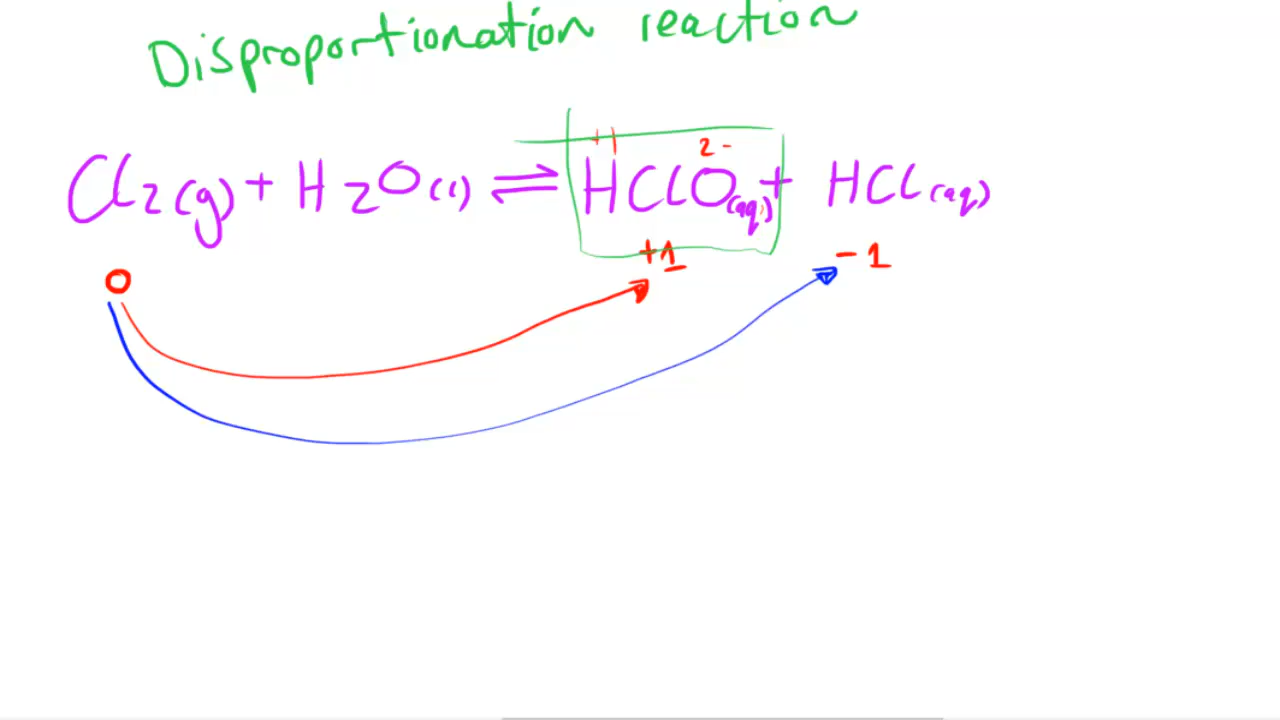 Disproportionation reaction
+1 2-
Cl2(g) + H2O(l) ⇌ HClO(aq) + HCl(aq)
0 +1 -1